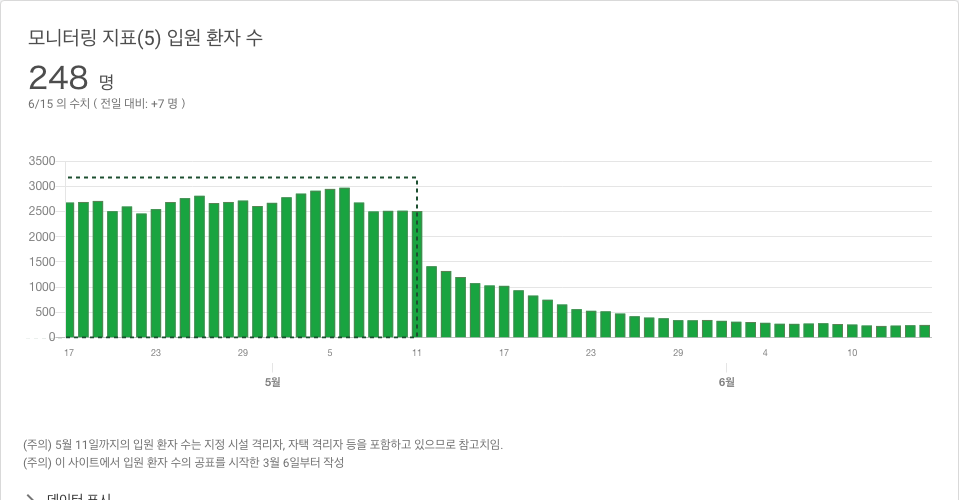 모니터링 지표(5) 입원 환자 수
248 명
6/15 의 수치 ( 전일 대비: +7 명 )
3500
3000
2500
2000
1500
1000
500
0
17 23 29 5 11 17 23 29 4 10
5월 6월
(주의) 5월 11일까지의 입원 환자 수는 지정 시설 격리자, 자택 격리자 등을 포함하고 있으므로 참고치임.
(주의) 이 사이트에서 입원 환자 수의 공표를 시작한 3월 6일부터 작성
데이터 표시